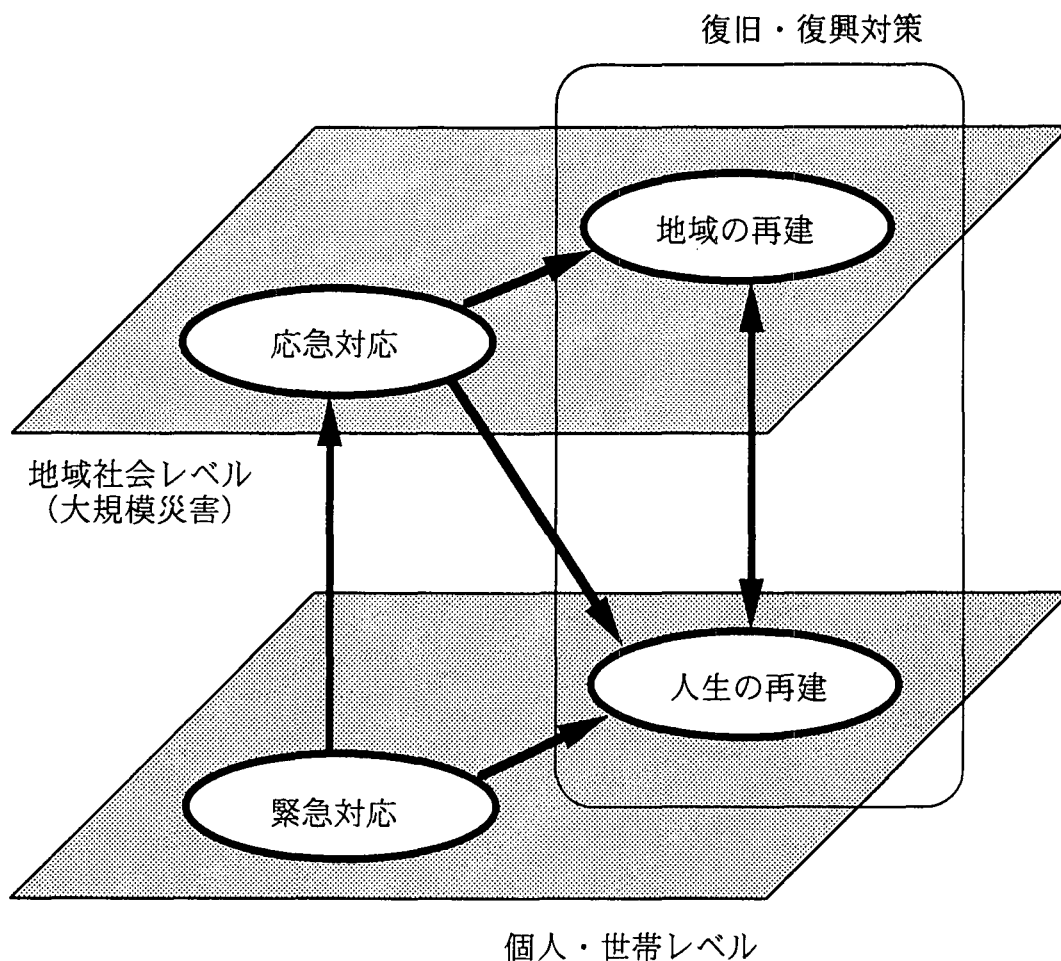 復旧・復興対策
地域の再建
応急対応
地域社会レベル
（大規模災害）
人生の再建
緊急対応
個人・世帯レベル